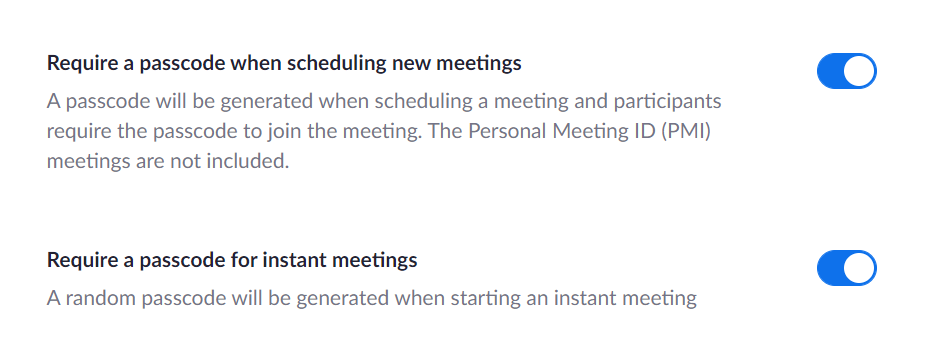 Require a passcode when scheduling new meetings
A passcode will be generated when scheduling a meeting and participants
require the passcode to join the meeting. The Personal Meeting ID (PMI)
meetings are not included.
Require a passcode for instant meetings
A random passcode will be generated when starting an instant meeting